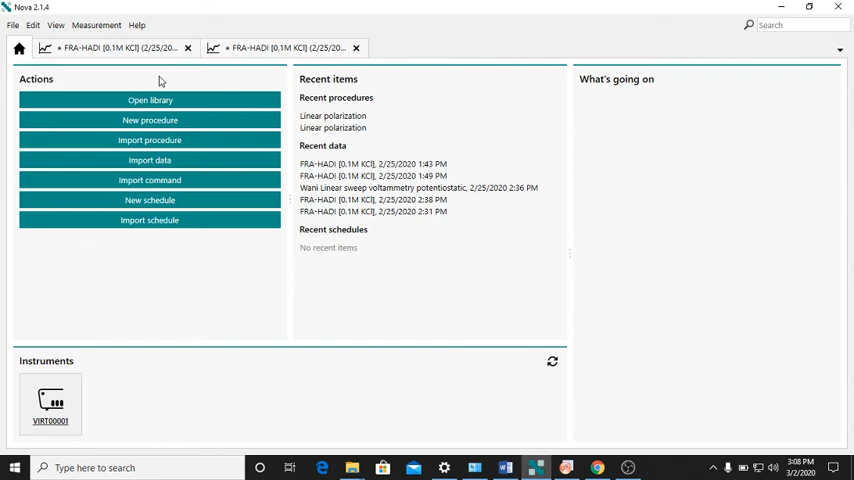 Nova 2.1.4
File Edit View Measurement Help
Search
* FRA-HADI [0.1M KCl] (2/25/20...
* FRA-HADI [0.1M KCl] (2/25/20...
Actions
Open library
New procedure
Import procedure
Import data
Import command
New schedule
Import schedule
Recent items
Recent procedures
Linear polarization
Linear polarization
Recent data
FRA-HADI [0.1M KCl], 2/25/2020 1:43 PM
FRA-HADI [0.1M KCl], 2/25/2020 1:49 PM
Wani Linear sweep voltammetry potentiostatic, 2/25/2020 2:36 PM
FRA-HADI [0.1M KCl], 2/25/2020 2:38 PM
FRA-HADI [0.1M KCl], 2/25/2020 2:31 PM
Recent schedules
No recent items
What's going on
Instruments
VIRT00001
Type here to search
3:08 PM
3/2/2020